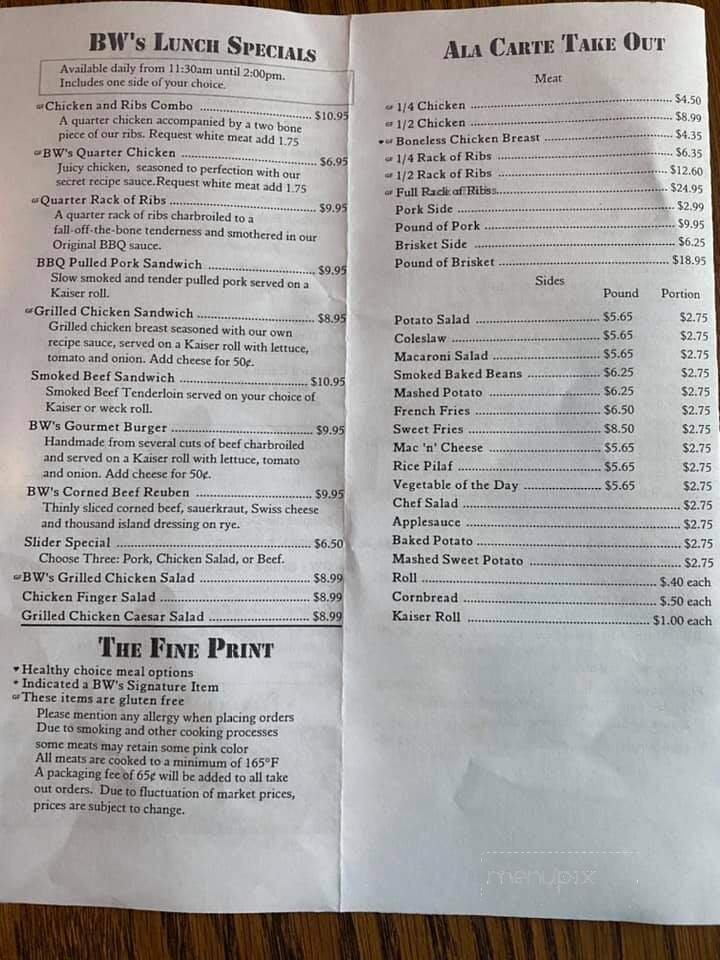 BW's Lunch Specials
Available daily from 11:30am until 2:00pm.
Includes one side of your choice.
GF Chicken and Ribs Combo ........ $10.95
A quarter chicken accompanied by a two bone
piece of our ribs. Request white meat add 1.75
GF BW's Quarter Chicken ........ $6.95
Juicy chicken, seasoned to perfection with our
secret recipe sauce.Request white meat add 1.75
GF Quarter Rack of Ribs ........ $9.95
A quarter rack of ribs charbroiled to a
fall-off-the-bone tenderness and smothered in our
Original BBQ sauce.
BBQ Pulled Pork Sandwich ........ $9.95
Slow smoked and tender pulled pork served on a
Kaiser roll.
GF Grilled Chicken Sandwich ........ $8.95
Grilled chicken breast seasoned with our own
recipe sauce, served on a Kaiser roll with lettuce,
tomato and onion. Add cheese for 50¢.
Smoked Beef Sandwich ........ $10.95
Smoked Beef Tenderloin served on your choice of
Kaiser or weck roll.
BW's Gourmet Burger ........ $9.95
Handmade from several cuts of beef charbroiled
and served on a Kaiser roll with lettuce, tomato
and onion. Add cheese for 50¢.
BW's Corned Beef Reuben ........ $9.95
Thinly sliced corned beef, sauerkraut, Swiss cheese
and thousand island dressing on rye.
Slider Special ........ $6.50
Choose Three: Pork, Chicken Salad, or Beef.
GF BW's Grilled Chicken Salad ........ $8.99
Chicken Finger Salad ........ $8.99
Grilled Chicken Caesar Salad ........ $8.99
The Fine Print
♥ Healthy choice meal options
* Indicated a BW's Signature Item
GF These items are gluten free
Please mention any allergy when placing orders
Due to smoking and other cooking processes
some meats may retain some pink color
All meats are cooked to a minimum of 165°F
A packaging fee of 65¢ will be added to all take
out orders. Due to fluctuation of market prices,
prices are subject to change.
Ala Carte Take Out
Meat
GF 1/4 Chicken ........ $4.50
GF 1/2 Chicken ........ $8.99
♥ GF Boneless Chicken Breast ........ $4.35
GF 1/4 Rack of Ribs ........ $6.35
GF 1/2 Rack of Ribs ........ $12.60
GF Full Rack of Ribs ........ $24.95
Pork Side ........ $2.99
Pound of Pork ........ $9.95
Brisket Side ........ $6.25
Pound of Brisket ........ $18.95
Sides
Pound Portion
Potato Salad ........ $5.65 $2.75
Coleslaw ........ $5.65 $2.75
Macaroni Salad ........ $5.65 $2.75
Smoked Baked Beans ........ $6.25 $2.75
Mashed Potato ........ $6.25 $2.75
French Fries ........ $6.50 $2.75
Sweet Fries ........ $8.50 $2.75
Mac 'n' Cheese ........ $5.65 $2.75
Rice Pilaf ........ $5.65 $2.75
Vegetable of the Day ........ $5.65 $2.75
Chef Salad ........ $2.75
Applesauce ........ $2.75
Baked Potato ........ $2.75
Mashed Sweet Potato ........ $2.75
Roll ........ $.40 each
Cornbread ........ $.50 each
Kaiser Roll ........ $1.00 each
menupix